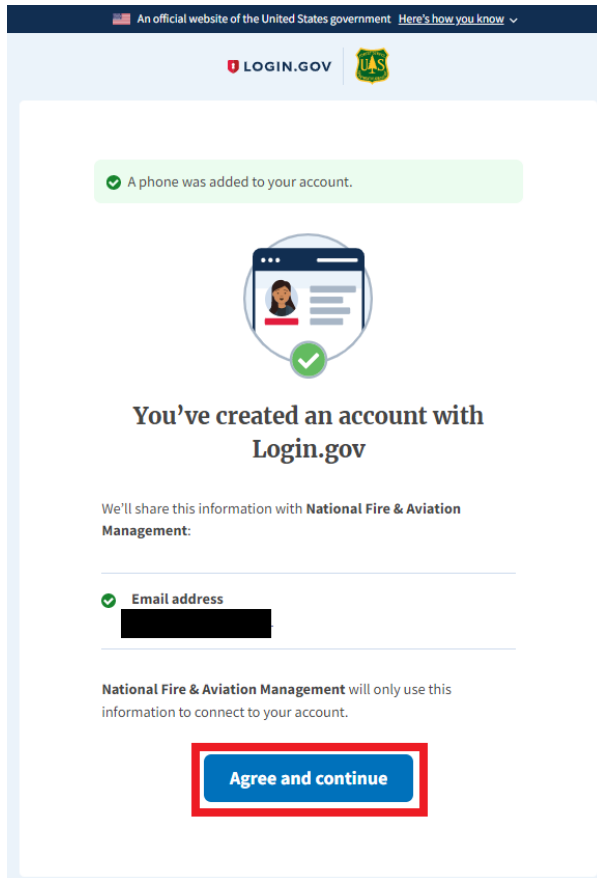 An official website of the United States government Here's how you know
LOGIN.GOV UAS
A phone was added to your account.
You’ve created an account with
Login.gov
We’ll share this information with National Fire & Aviation
Management:
Email address
National Fire & Aviation Management will only use this
information to connect to your account.
Agree and continue